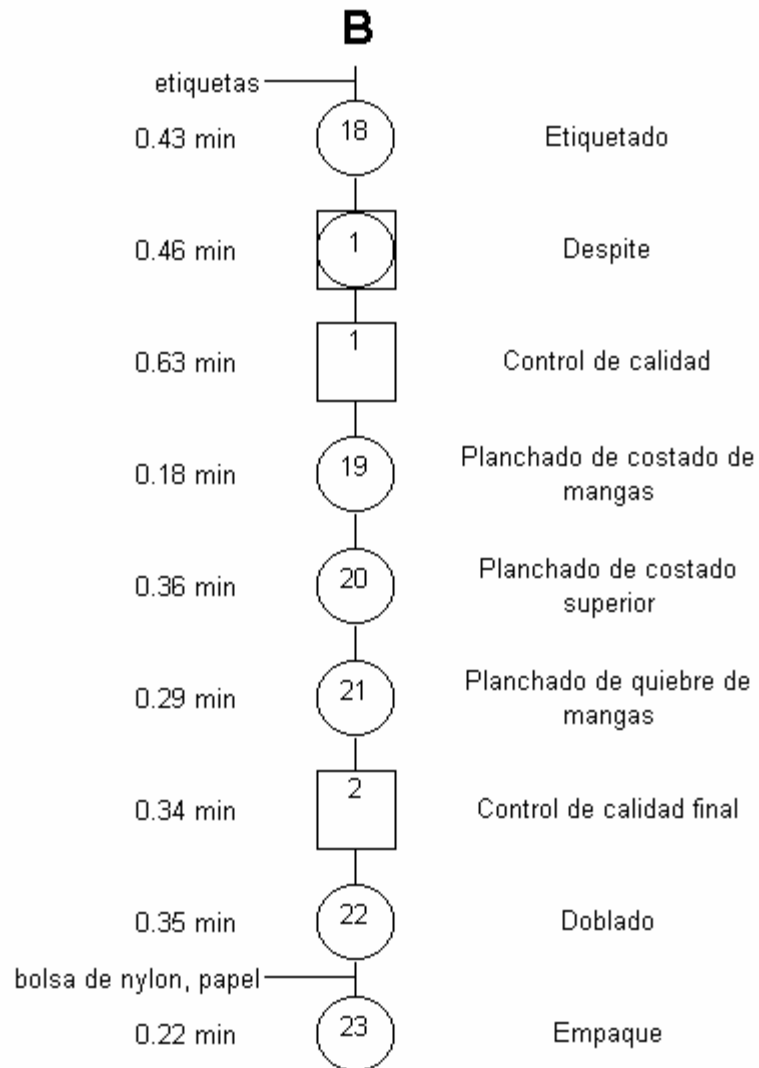 B
etiquetas
0.43 min 18 Etiquetado
0.46 min 1 Despite
0.63 min 1 Control de calidad
0.18 min 19 Planchado de costado de
mangas
0.36 min 20 Planchado de costado
superior
0.29 min 21 Planchado de quiebre de
mangas
0.34 min 2 Control de calidad final
0.35 min 22 Doblado
bolsa de nylon, papel
0.22 min 23 Empaque